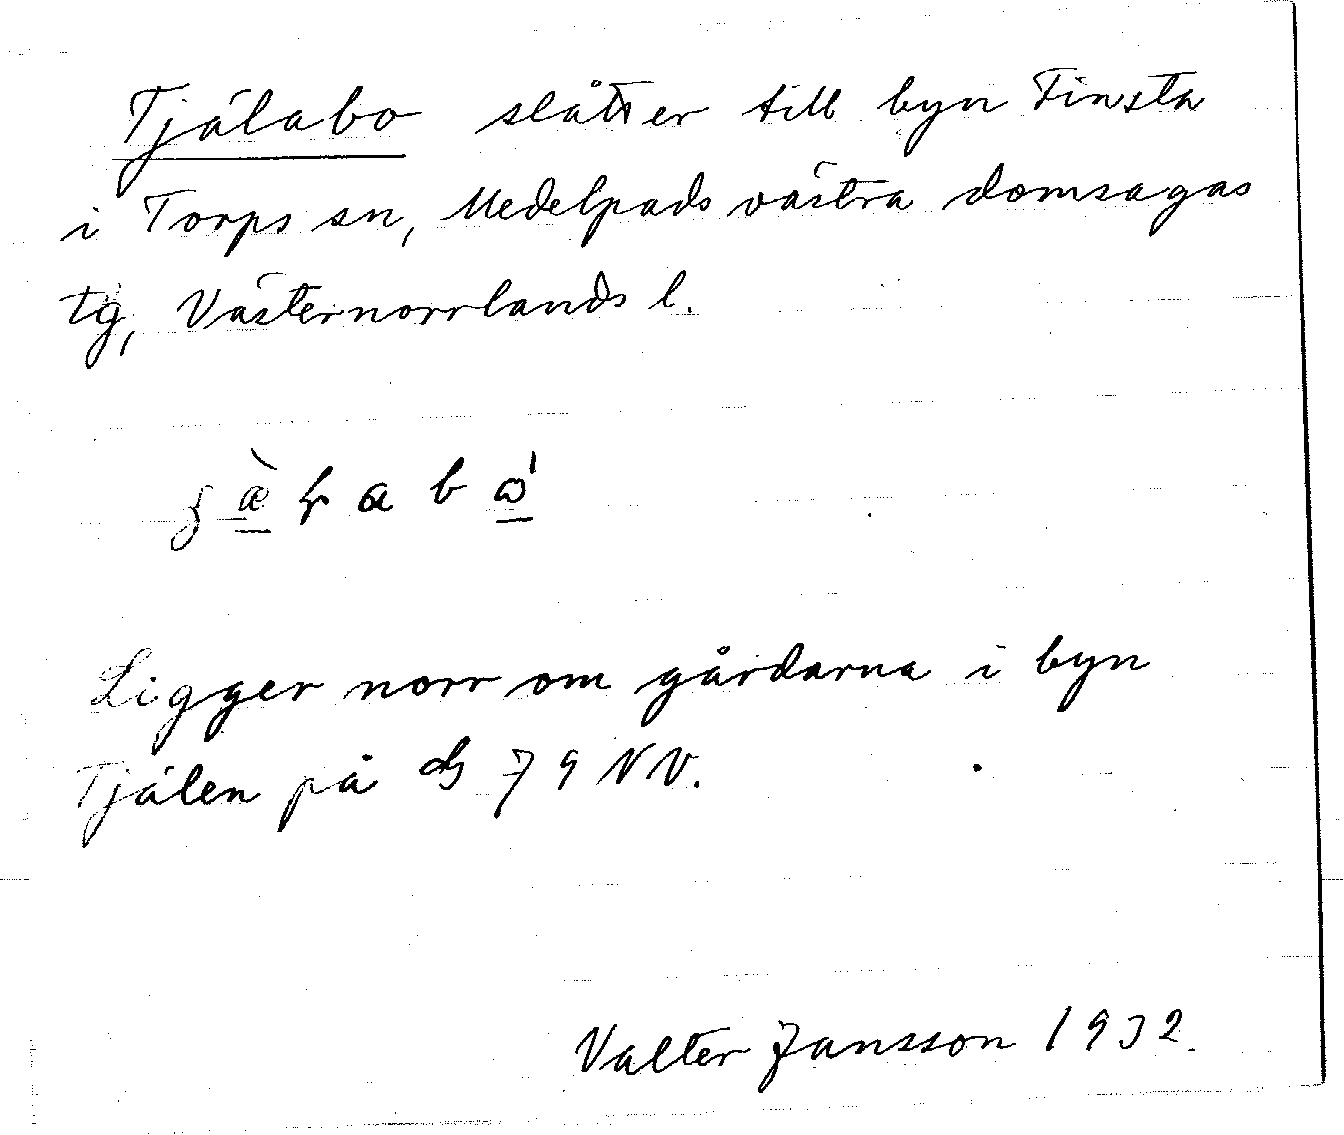 Tjälabo slåtter till byn Finsta
i Torps sn, Medelpads västra domsagas
tg, Västernorrlands l.
Ligger norr om gårdarna i byn
Tjälen på 79 NV.
Valter Jansson 1932.